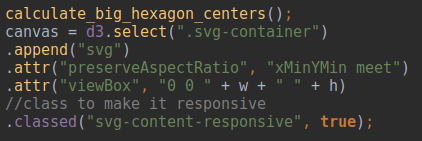 calculate_big_hexagon_centers();
canvas = d3.select(".svg-container")
.append("svg")
.attr("preserveAspectRatio", "xMinYMin meet")
.attr("viewBox", "0 0 " + w + " " + h)
//class to make it responsive
.classed("svg-content-responsive", true);